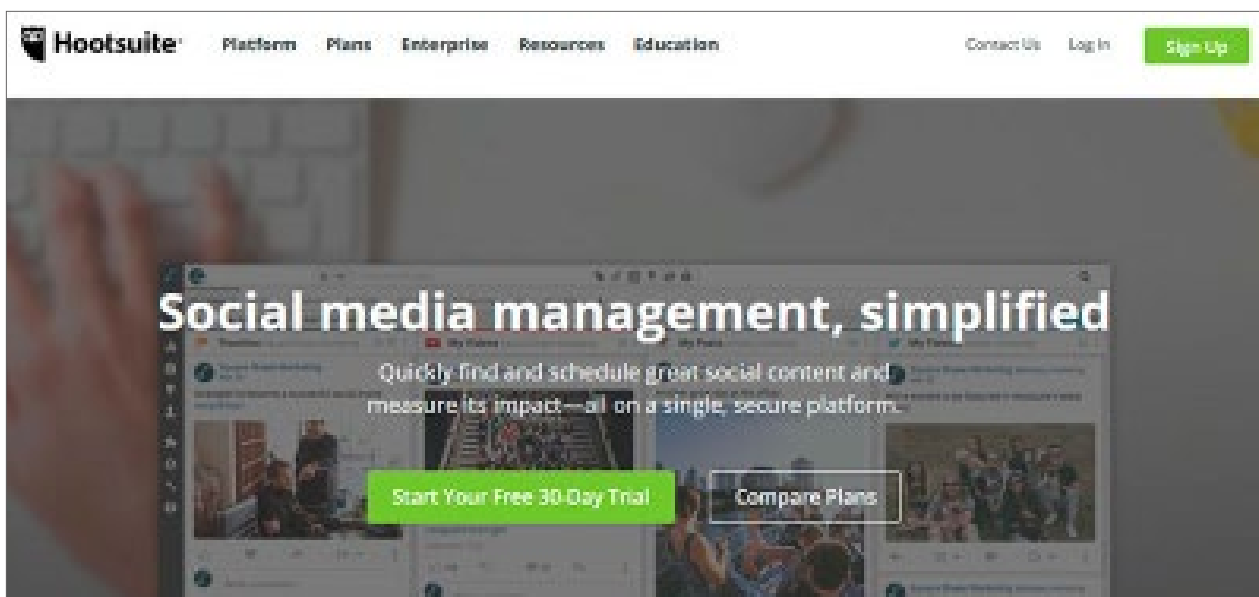 Hootsuite
Platform Plans Enterprise Resources Education
Contact Us Log In Sign Up
Social media management, simplified
Quickly find and schedule great social content and
measure its impact—all on a single, secure platform.
Start Your Free 30-Day Trial Compare Plans